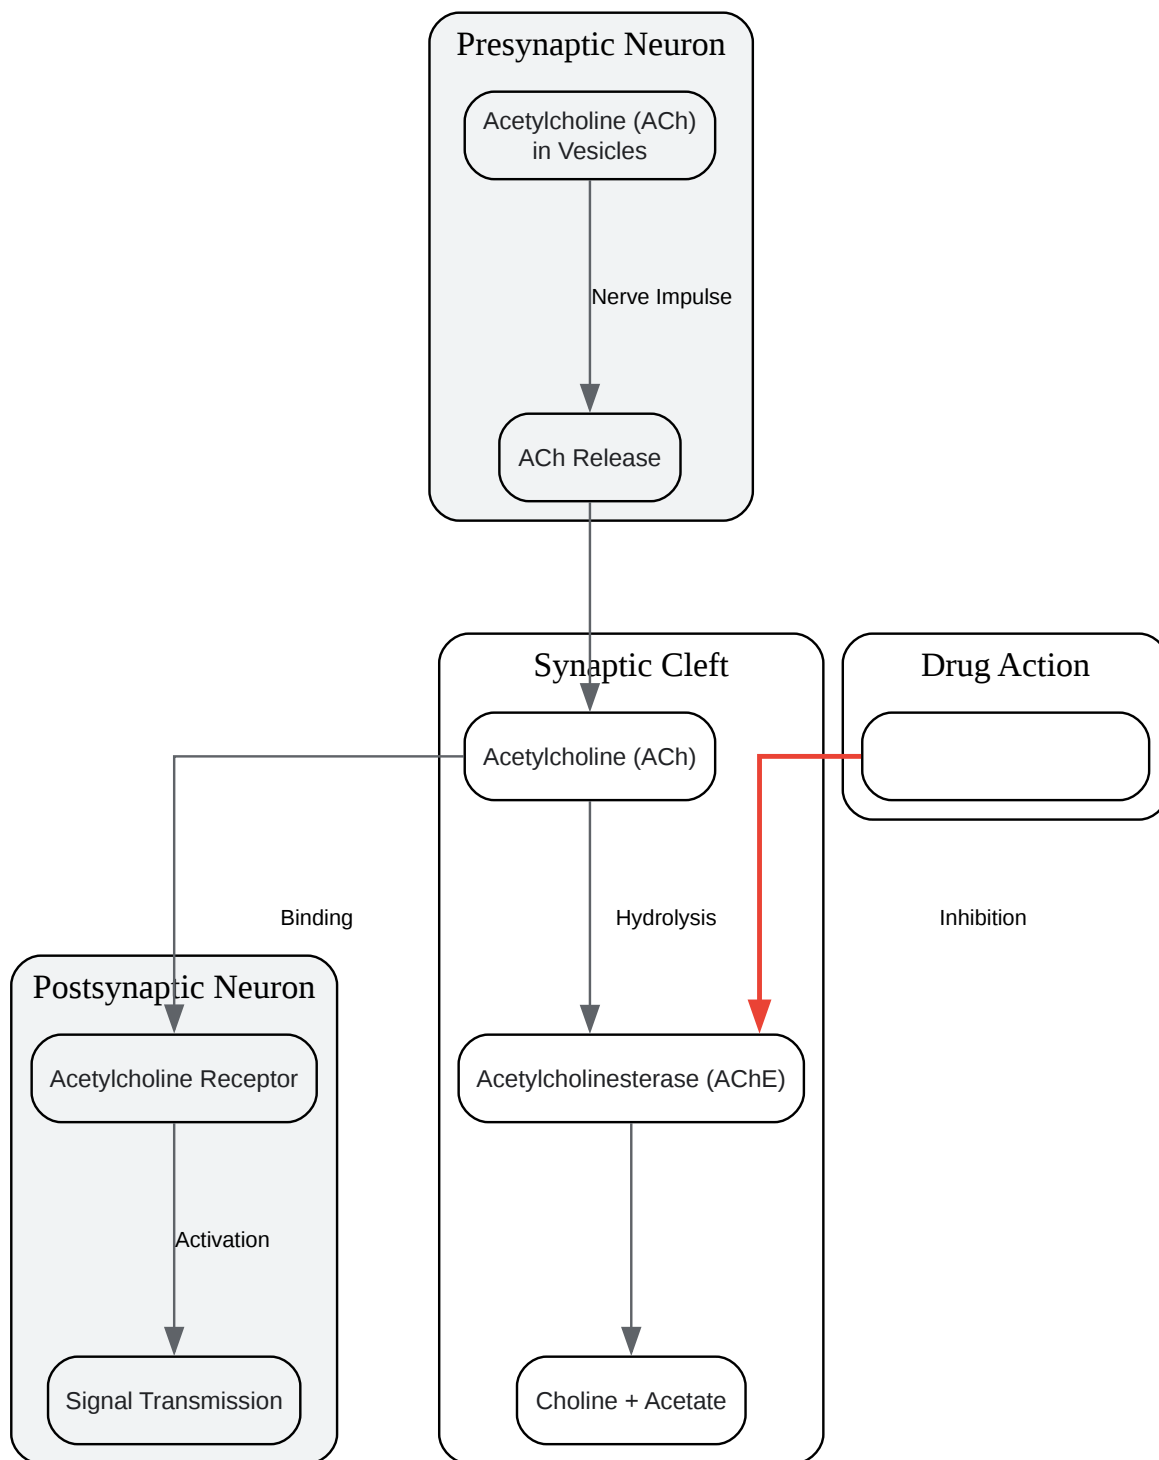 Presynaptic Neuron
Acetylcholine (ACh)
in Vesicles
Nerve Impulse
ACh Release
Synaptic Cleft
Drug Action
Acetylcholine (ACh)
Binding
Hydrolysis
Inhibition
Postsynaptic Neuron
Acetylcholine Receptor
Acetylcholinesterase (AChE)
Activation
Signal Transmission
Choline + Acetate